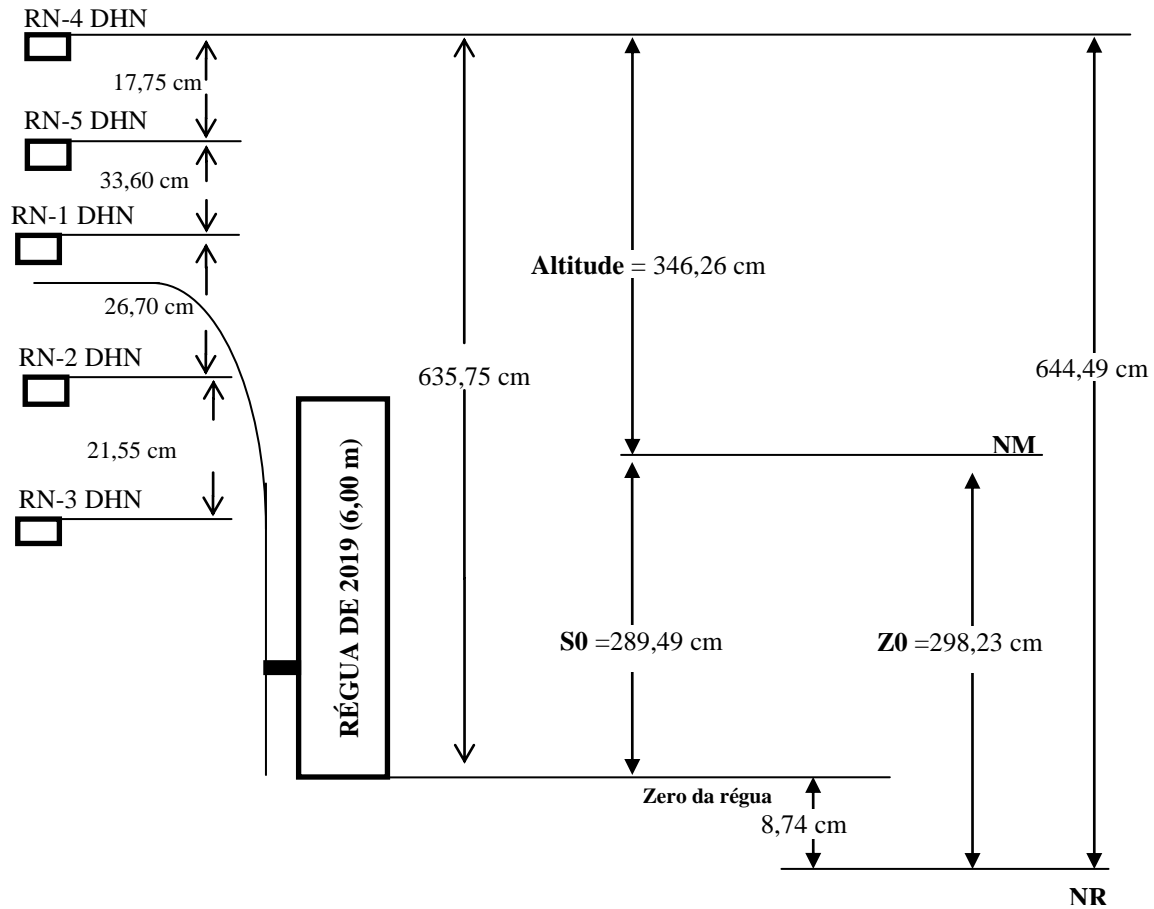 RN-4 DHN
17,75 cm
RN-5 DHN
33,60 cm
RN-1 DHN
26,70 cm
RN-2 DHN
21,55 cm
RN-3 DHN
RÉGUA DE 2019 (6,00 m)
635,75 cm
Altitude = 346,26 cm
644,49 cm
NM
S0 =289,49 cm
Z0 =298,23 cm
Zero da régua
8,74 cm
NR